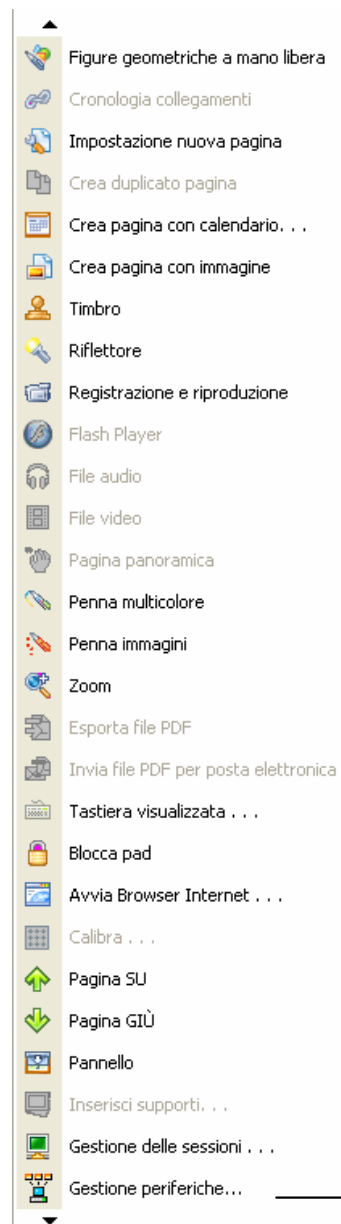 Figure geometriche a mano libera
Cronologia collegamenti
Impostazione nuova pagina
Crea duplicato pagina
Crea pagina con calendario. . .
Crea pagina con immagine
Timbro
Riflettore
Registrazione e riproduzione
Flash Player
File audio
File video
Pagina panoramica
Penna multicolore
Penna immagini
Zoom
Esporta file PDF
Invia file PDF per posta elettronica
Tastiera visualizzata . . .
Blocca pad
Avvia Browser Internet . . .
Calibra . . .
Pagina SU
Pagina GIÙ
Pannello
Inserisci supporti. . .
Gestione delle sessioni . . .
Gestione periferiche...